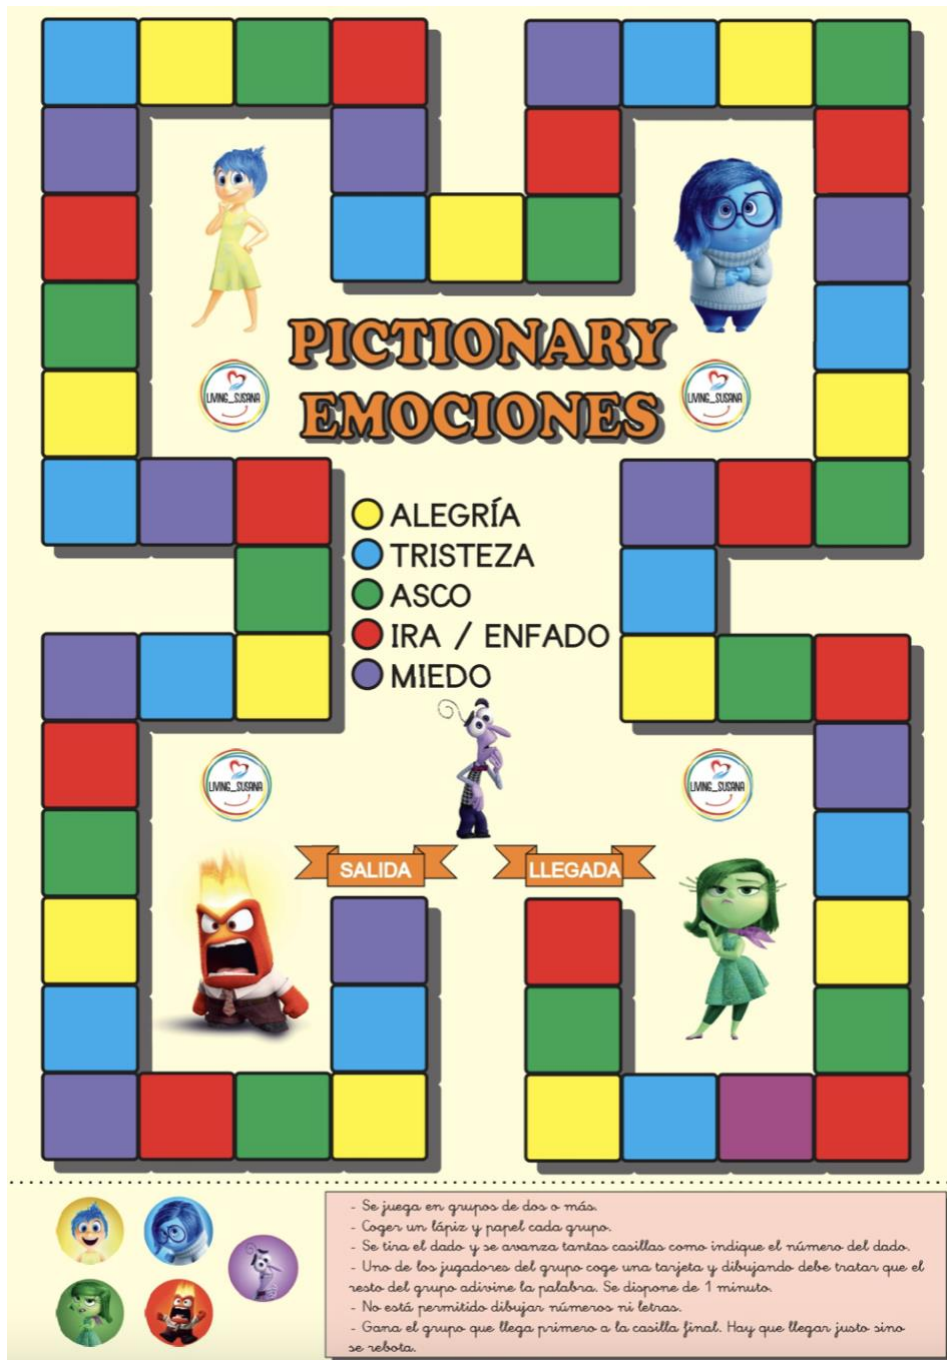 PICTIONARY
EMOCIONES
LIVING_SUSANA
LIVING_SUSANA
ALEGRÍA
TRISTEZA
ASCO
IRA / ENFADO
MIEDO
LIVING_SUSANA
LIVING_SUSANA
SALIDA
LLEGADA
- Se juega en grupos de dos o más.
- Coger un lápiz y papel cada grupo.
- Se tira el dado y se avanza tantas casillas como indique el número del dado.
- Uno de los jugadores del grupo coge una tarjeta y dibujando debe tratar que el
resto del grupo adivine la palabra. Se dispone de 1 minuto.
- No está permitido dibujar números ni letras.
- Gana el grupo que llega primero a la casilla final. Hay que llegar justo sino
se rebota.